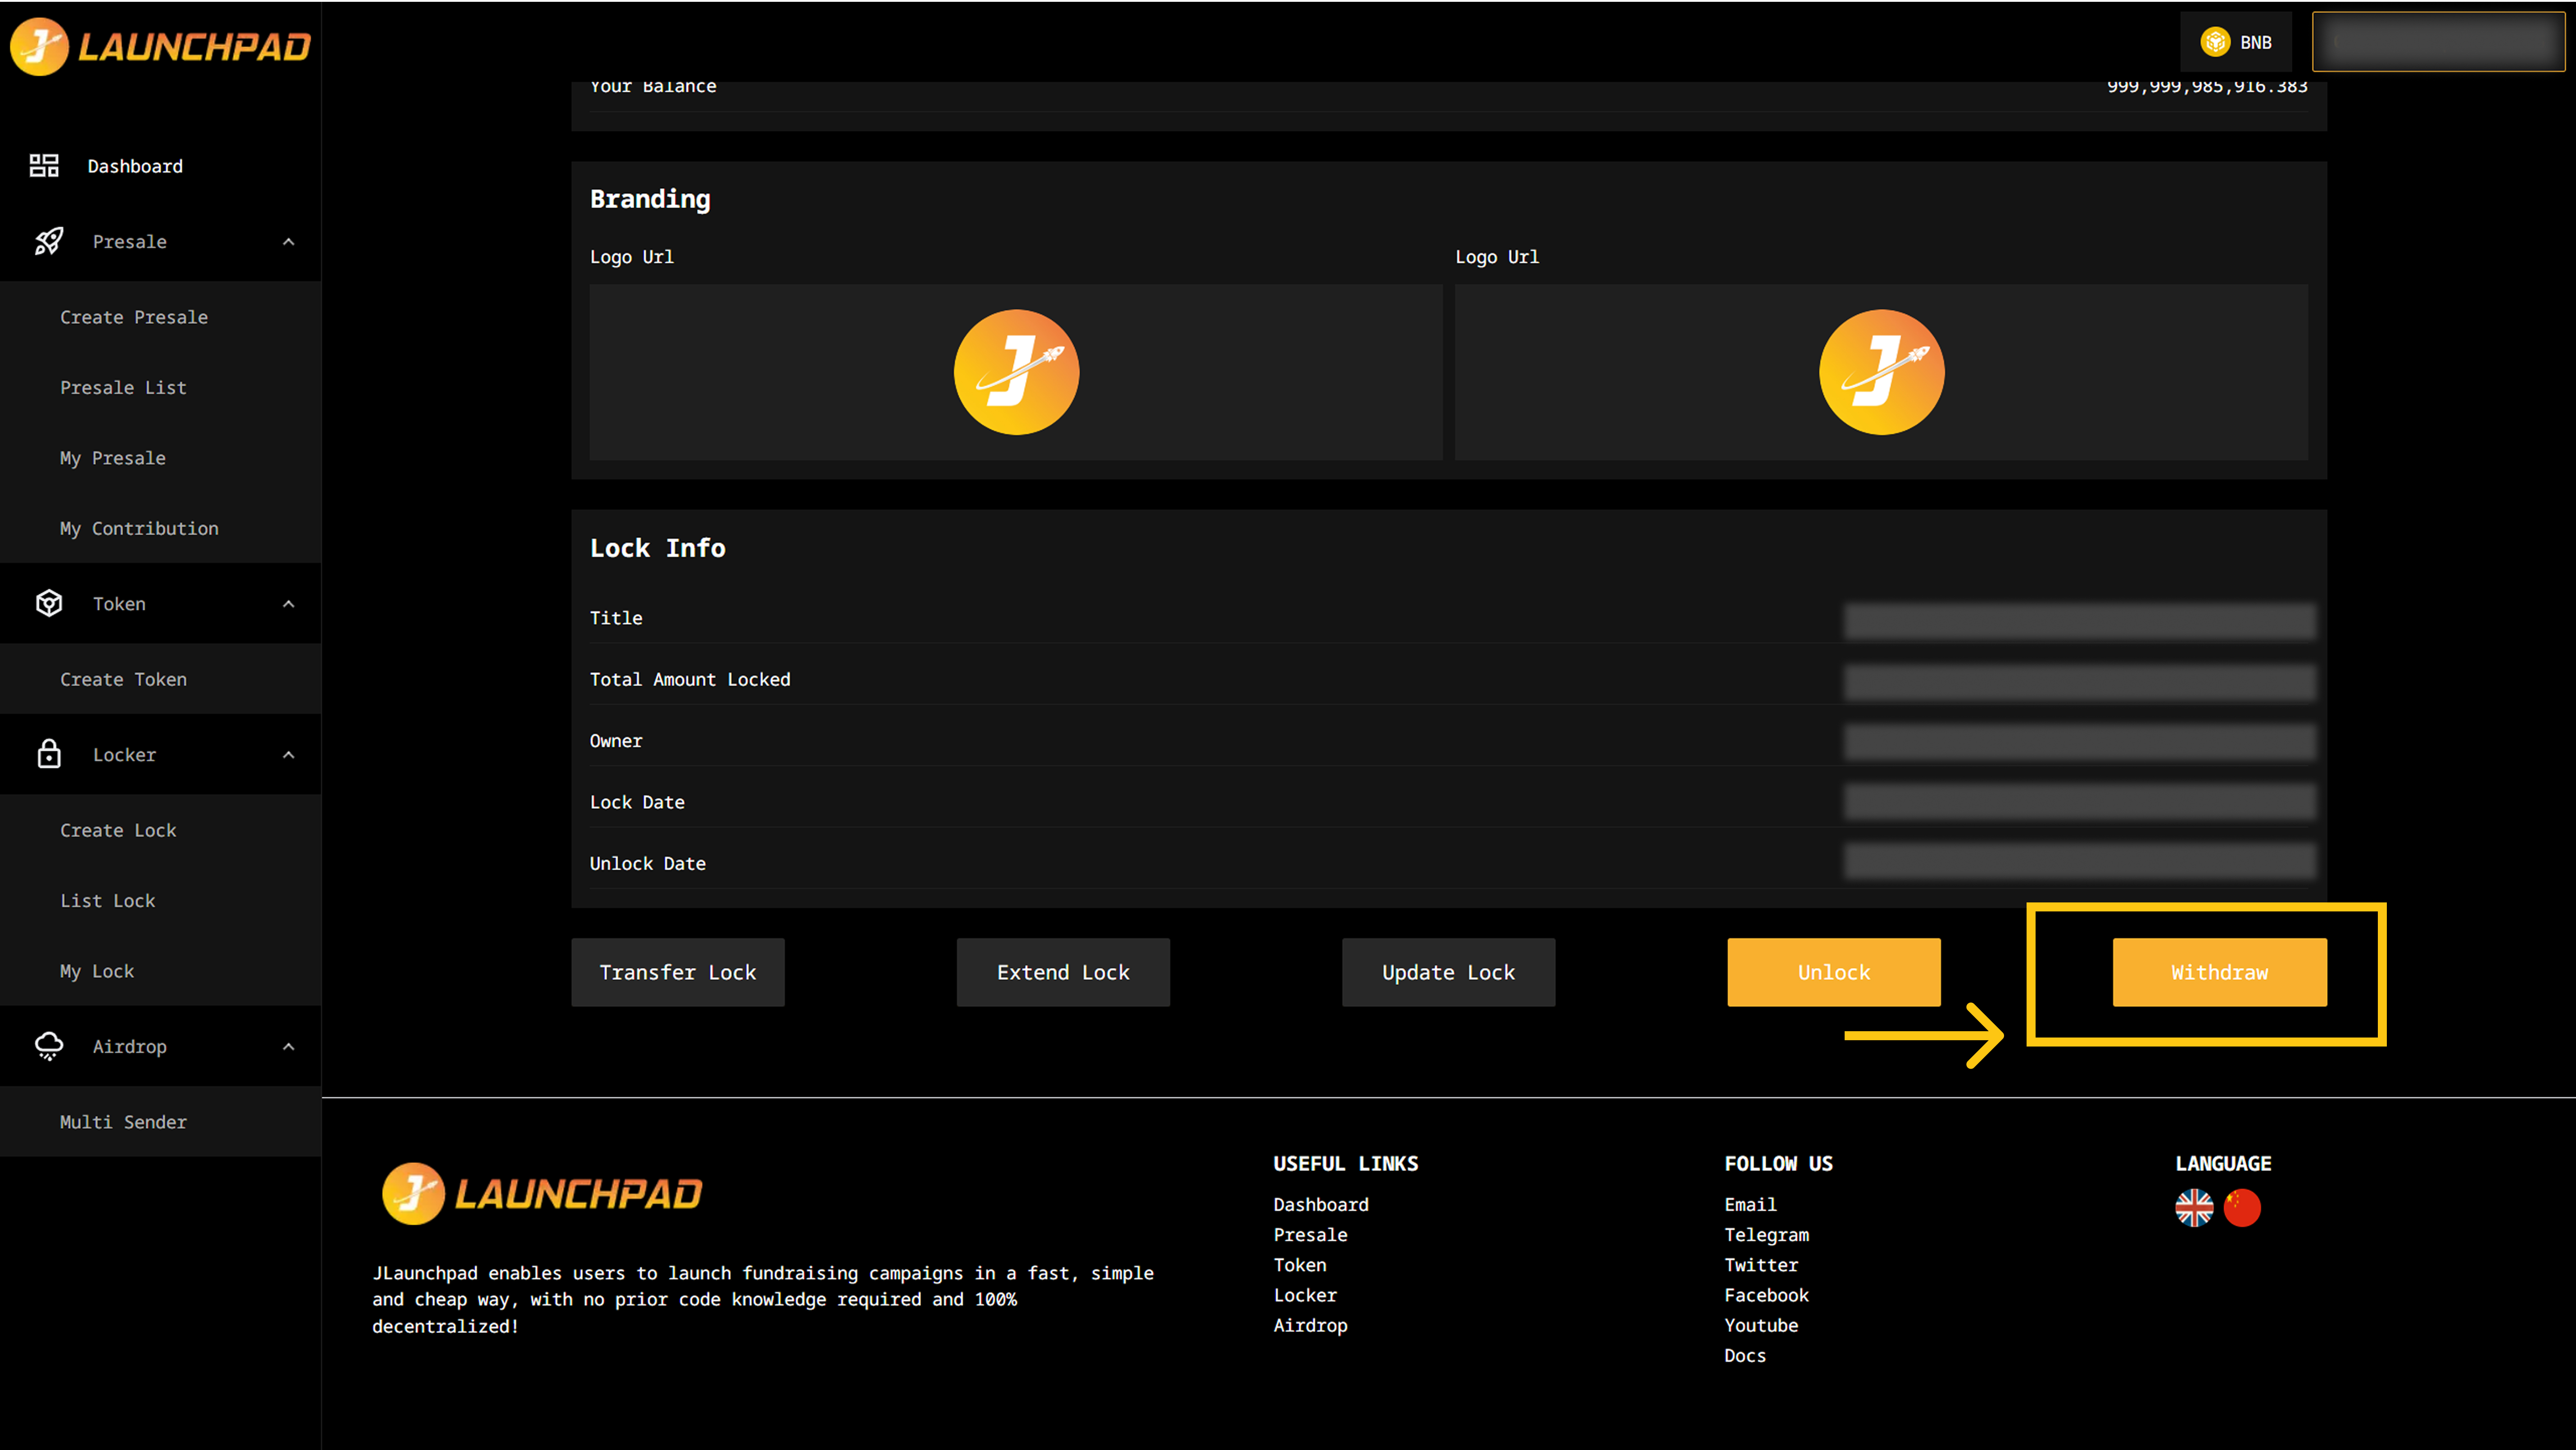 J LAUNCHPAD
BNB
Your Balance
999,999,985,916.383
Dashboard
Presale
Create Presale
Presale List
My Presale
My Contribution
Token
Create Token
Locker
Create Lock
List Lock
My Lock
Airdrop
Multi Sender
Branding
Logo Url
Logo Url
J
J
Lock Info
Title
Total Amount Locked
Owner
Lock Date
Unlock Date
Transfer Lock
Extend Lock
Update Lock
Unlock
Withdraw
J LAUNCHPAD
JLaunchpad enables users to launch fundraising campaigns in a fast, simple
and cheap way, with no prior code knowledge required and 100%
decentralized!
USEFUL LINKS
Dashboard
Presale
Token
Locker
Airdrop
FOLLOW US
Email
Telegram
Twitter
Facebook
Youtube
Docs
LANGUAGE